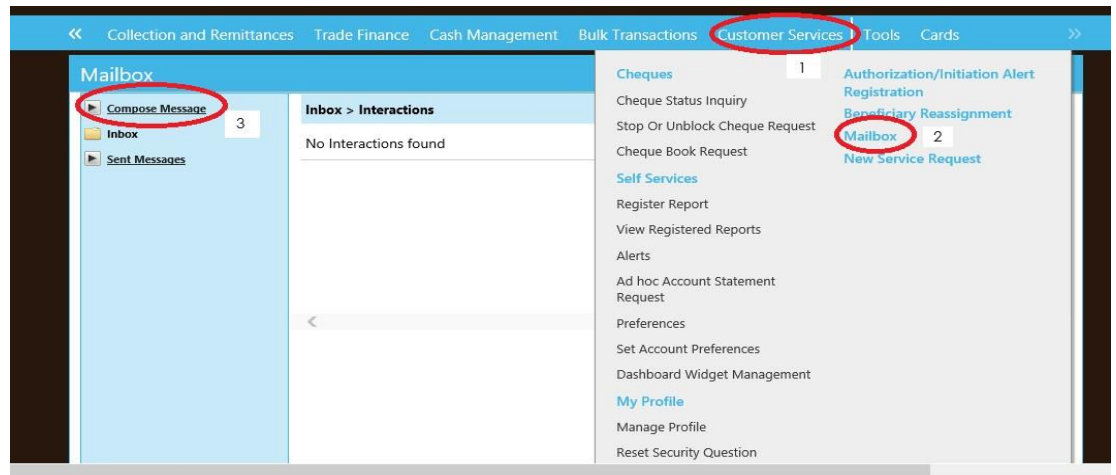 Collection and Remittances Trade Finance Cash Management Bulk Transactions Customer Services Tools Cards
Mailbox
Compose Message
3
Inbox
Sent Messages
Inbox > Interactions
No Interactions found
1
Cheques
Cheque Status Inquiry
Stop Or Unblock Cheque Request
Cheque Book Request
Self Services
Register Report
View Registered Reports
Alerts
Ad hoc Account Statement
Request
Preferences
Set Account Preferences
Dashboard Widget Management
My Profile
Manage Profile
Reset Security Question
Authorization/Initiation Alert
Registration
Beneficiary Reassignment
Mailbox 2
New Service Request